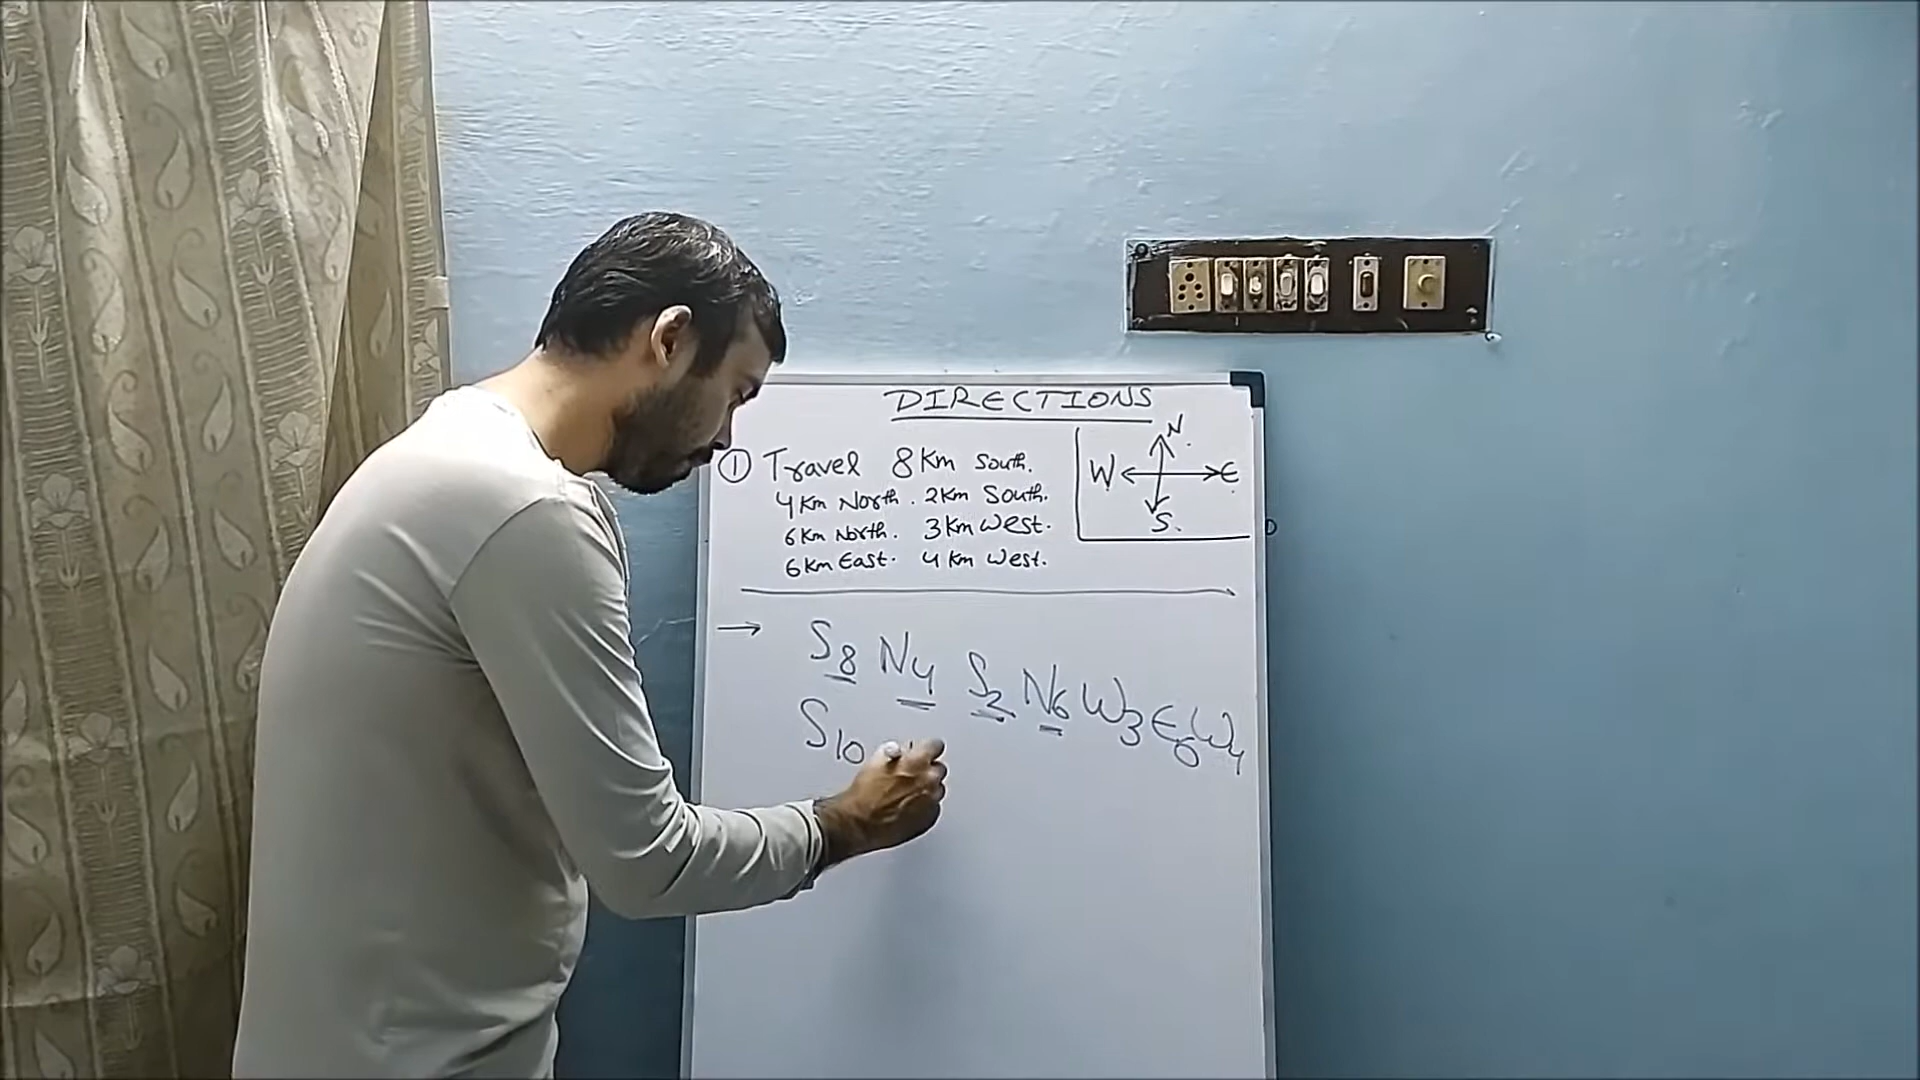 DIRECTIONS
① Travel 8Km South.
4Km North. 2Km South.
6Km North. 3Km West.
6Km East. 4Km West.
N
W E
S.
→ S8 N4 S2 N6 W3 E6 W4
S10